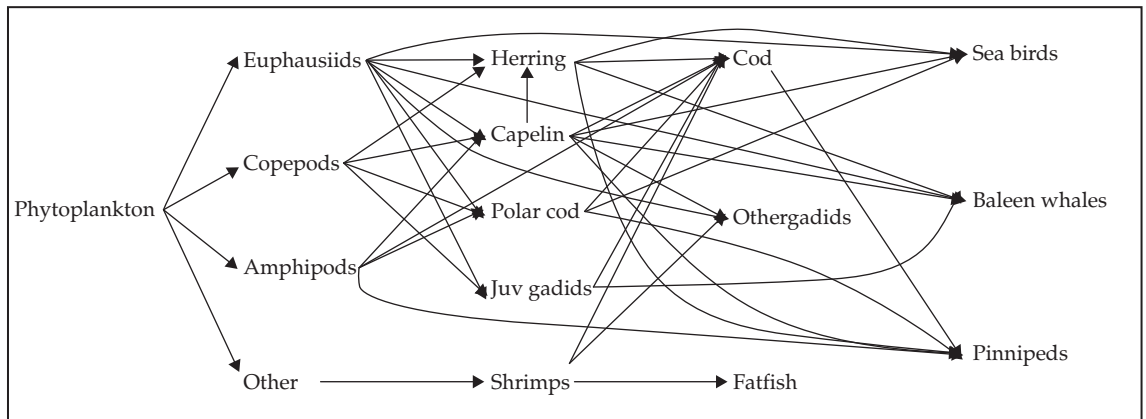 Phytoplankton
Euphausiids
Copepods
Amphipods
Other
Herring
Capelin
Polar cod
Juv gadids
Shrimps
Cod
Othergadids
Fatfish
Sea birds
Baleen whales
Pinnipeds